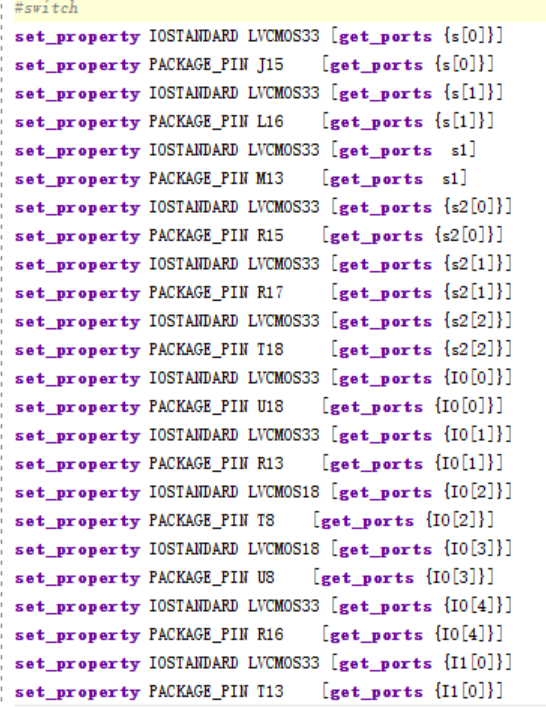 #switch
set_property IOSTANDARD LVCMOS33 [get_ports {s[0]}]
set_property PACKAGE_PIN J15 [get_ports {s[0]}]
set_property IOSTANDARD LVCMOS33 [get_ports {s[1]}]
set_property PACKAGE_PIN L16 [get_ports {s[1]}]
set_property IOSTANDARD LVCMOS33 [get_ports s1]
set_property PACKAGE_PIN M13 [get_ports s1]
set_property IOSTANDARD LVCMOS33 [get_ports {s2[0]}]
set_property PACKAGE_PIN R15 [get_ports {s2[0]}]
set_property IOSTANDARD LVCMOS33 [get_ports {s2[1]}]
set_property PACKAGE_PIN R17 [get_ports {s2[1]}]
set_property IOSTANDARD LVCMOS33 [get_ports {s2[2]}]
set_property PACKAGE_PIN T18 [get_ports {s2[2]}]
set_property IOSTANDARD LVCMOS33 [get_ports {I0[0]}]
set_property PACKAGE_PIN U18 [get_ports {I0[0]}]
set_property IOSTANDARD LVCMOS33 [get_ports {I0[1]}]
set_property PACKAGE_PIN R13 [get_ports {I0[1]}]
set_property IOSTANDARD LVCMOS18 [get_ports {I0[2]}]
set_property PACKAGE_PIN T8 [get_ports {I0[2]}]
set_property IOSTANDARD LVCMOS18 [get_ports {I0[3]}]
set_property PACKAGE_PIN U8 [get_ports {I0[3]}]
set_property IOSTANDARD LVCMOS33 [get_ports {I0[4]}]
set_property PACKAGE_PIN R16 [get_ports {I0[4]}]
set_property IOSTANDARD LVCMOS33 [get_ports {I1[0]}]
set_property PACKAGE_PIN T13 [get_ports {I1[0]}]